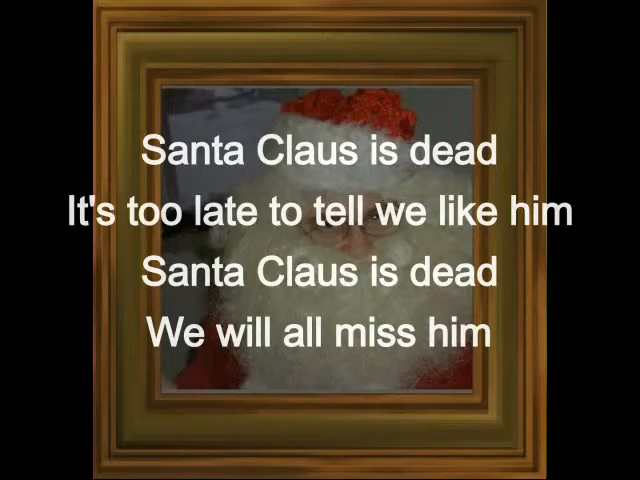 Santa Claus is dead
It's too late to tell we like him
Santa Claus is dead
We will all miss him